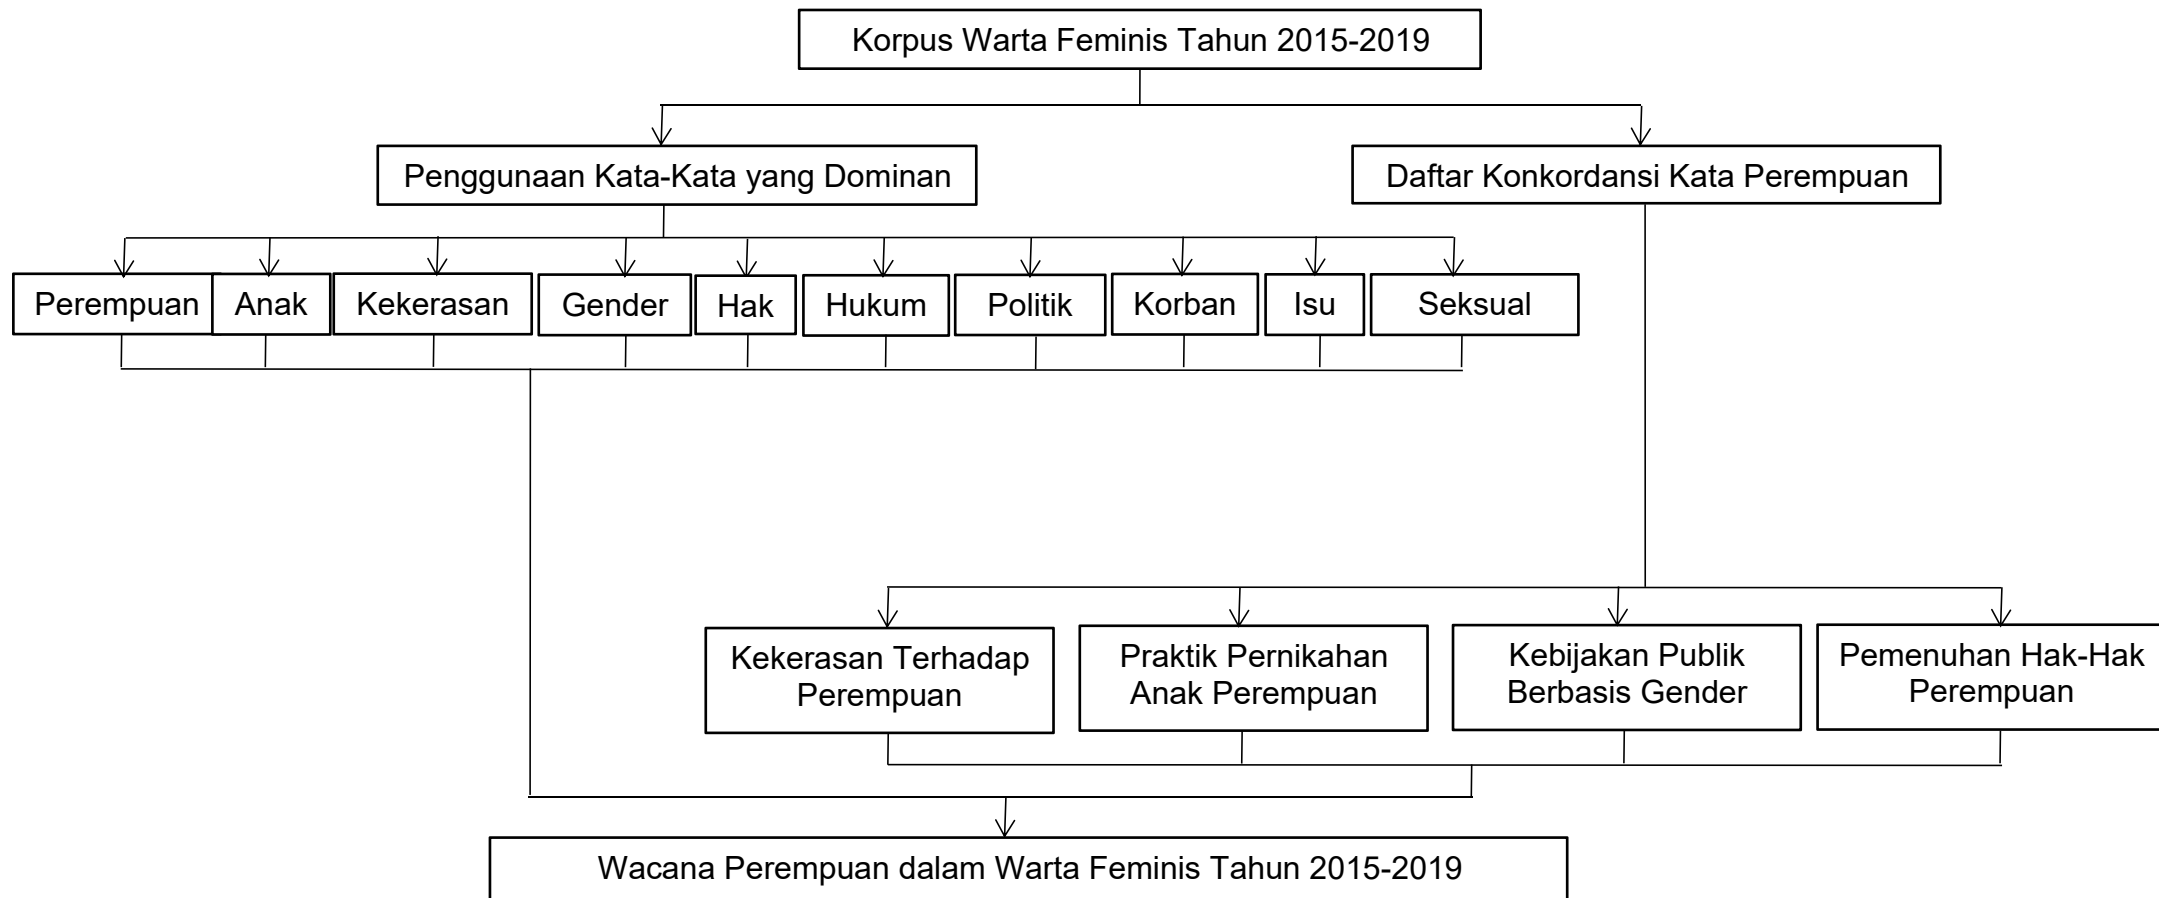 Korpus Warta Feminis Tahun 2015-2019
Penggunaan Kata-Kata yang Dominan
Daftar Konkordansi Kata Perempuan
Perempuan
Anak
Kekerasan
Gender
Hak
Hukum
Politik
Korban
Isu
Seksual
Kekerasan Terhadap
Perempuan
Praktik Pernikahan
Anak Perempuan
Kebijakan Publik
Berbasis Gender
Pemenuhan Hak-Hak
Perempuan
Wacana Perempuan dalam Warta Feminis Tahun 2015-2019